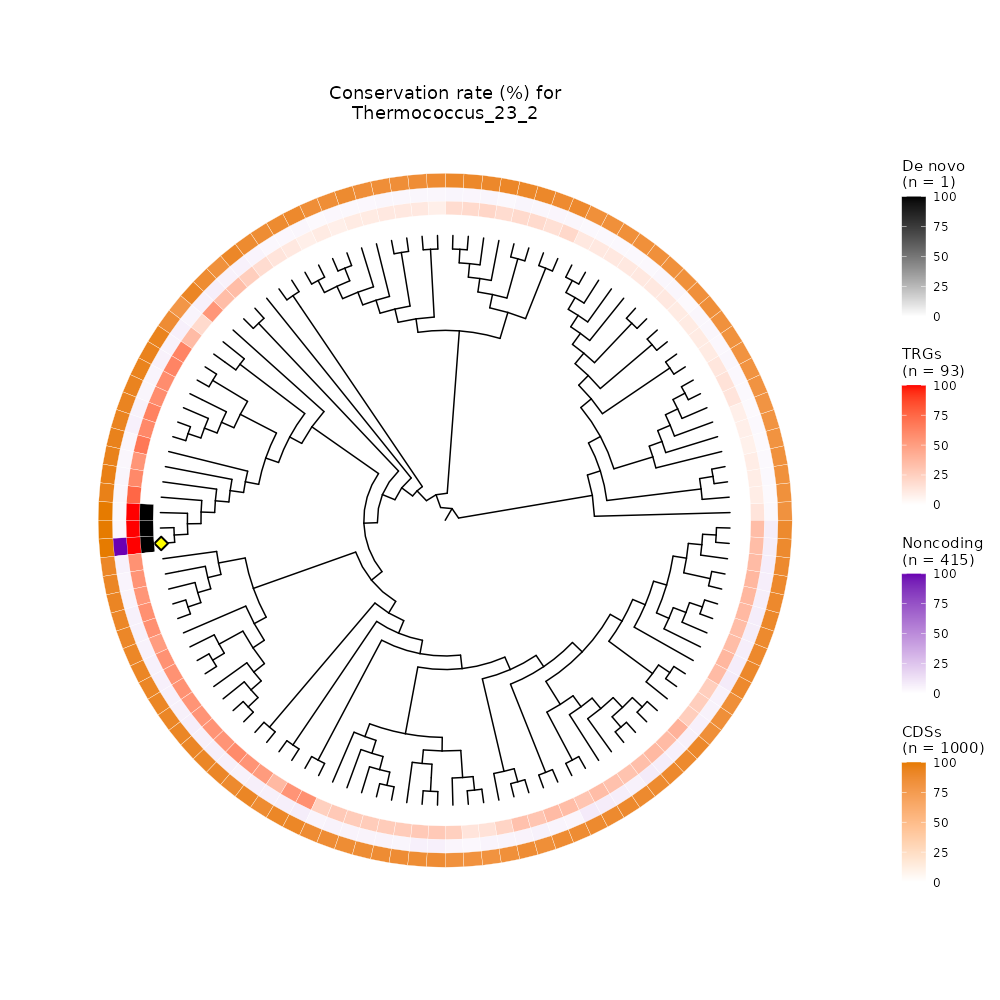 Conservation rate (%) for
Thermococcus_23_2
De novo
(n = 1)
100
75
50
25
0
TRGs
(n = 93)
100
75
50
25
0
Noncoding
(n = 415)
100
75
50
25
0
CDSs
(n = 1000)
100
75
50
25
0